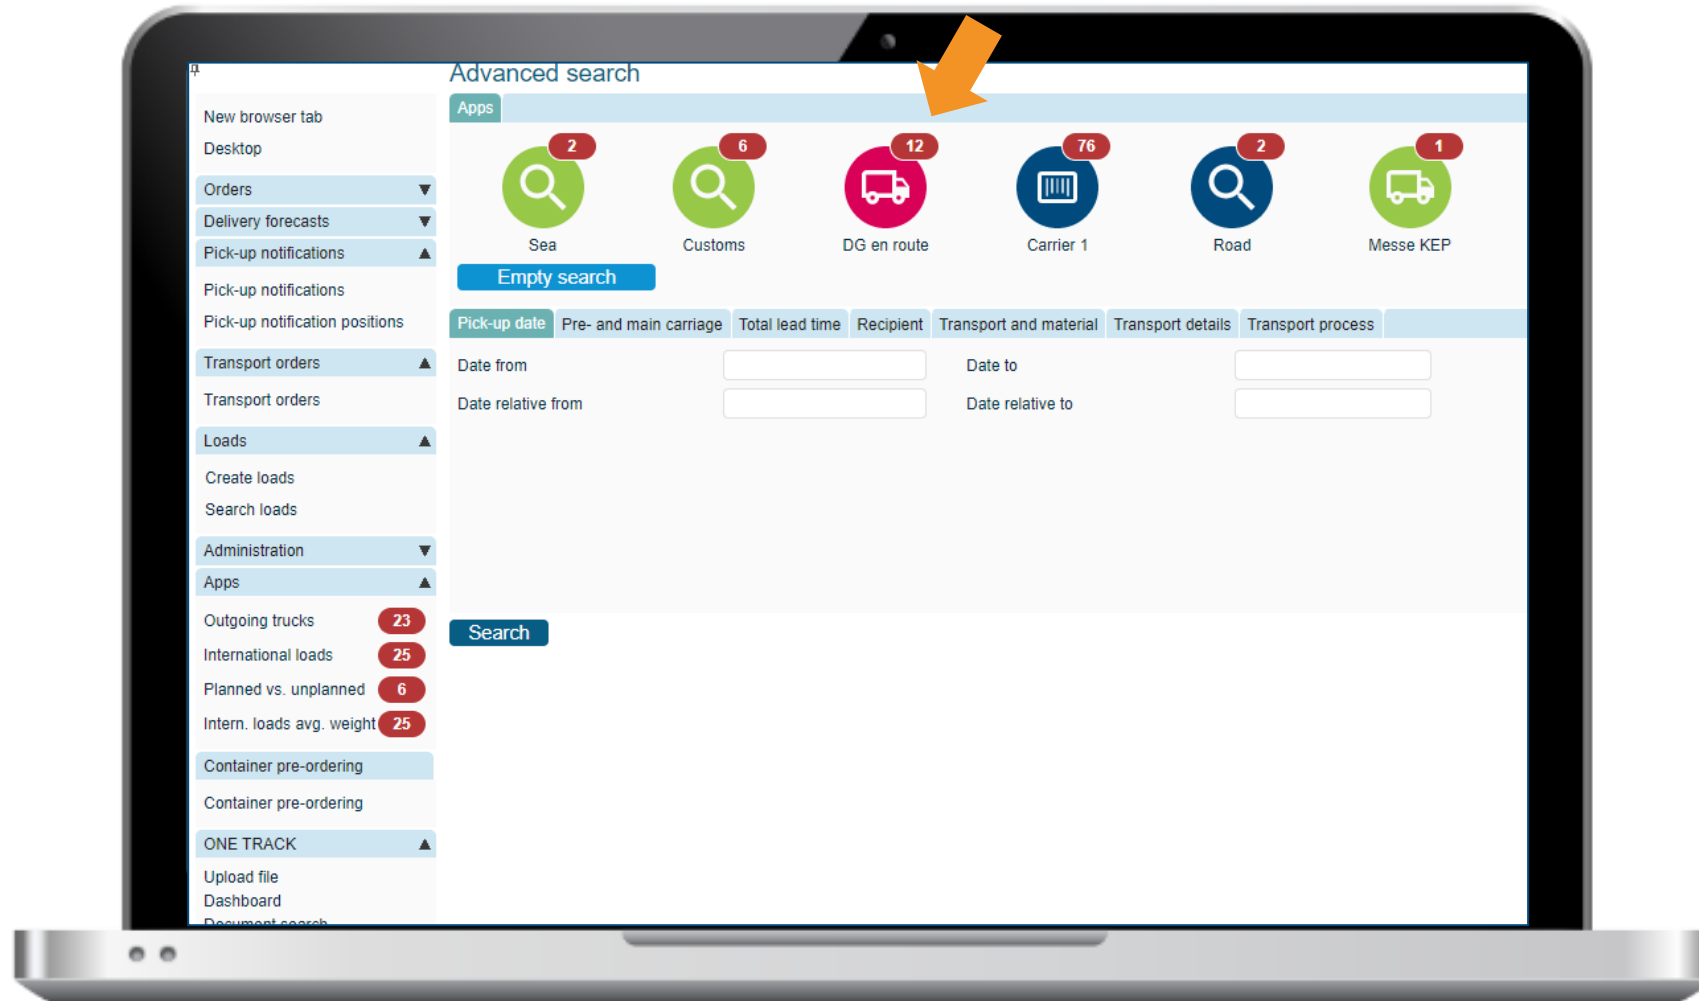 Advanced search
New browser tab
Desktop
Orders
Delivery forecasts
Pick-up notifications
Pick-up notifications
Pick-up notification positions
Transport orders
Transport orders
Loads
Create loads
Search loads
Administration
Apps
Outgoing trucks 23
International loads 25
Planned vs. unplanned 6
Intern. loads avg. weight 25
Container pre-ordering
Container pre-ordering
ONE TRACK
Upload file
Dashboard
Document search
Apps
2 6 12 76 2 1
Sea Customs DG en route Carrier 1 Road Messe KEP
Empty search
Pick-up date Pre- and main carriage Total lead time Recipient Transport and material Transport details Transport process
Date from Date to
Date relative from Date relative to
Search